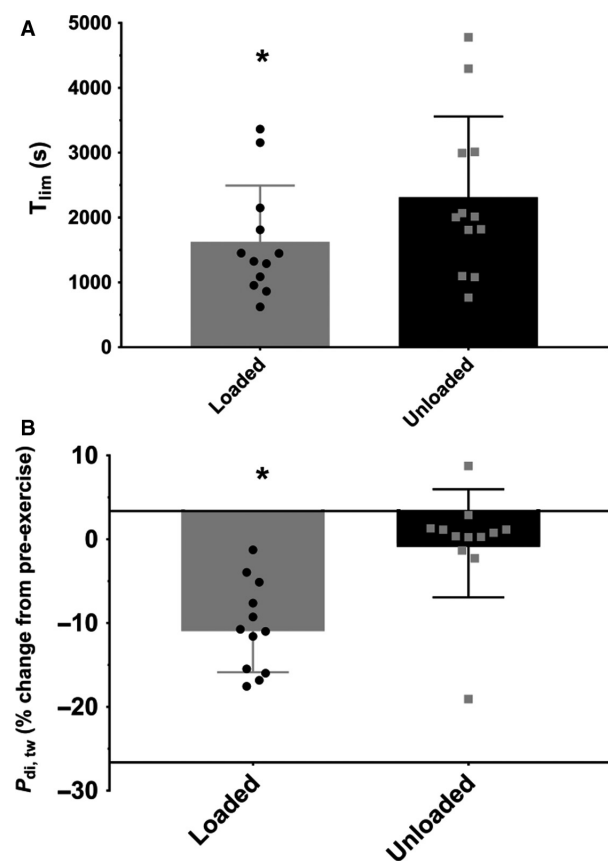 A
*
5000
4000
3000
2000
1000
0
Tlim (s)
Loaded
Unloaded
B
*
10
0
–10
–20
–30
Pdi, tw (% change from pre-exercise)
Loaded
Unloaded